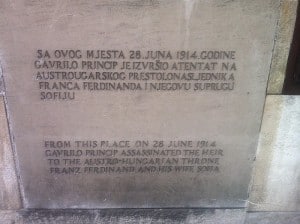 SA OVOG MJESTA 28. JUNA 1914. GODINE
GAVRILO PRINCIP JE IZVRŠIO ATENTAT NA
AUSTROUGARSKOG PRESTOLONASLJEDNIKA
FRANCA FERDINANDA I NJEGOVU SUPRUGU
SOFIJU
FROM THIS PLACE ON 28 JUNE 1914
GAVRILO PRINCIP ASSASSINATED THE HEIR
TO THE AUSTRO-HUNGARIAN THRONE
FRANZ FERDINAND AND HIS WIFE SOFIA